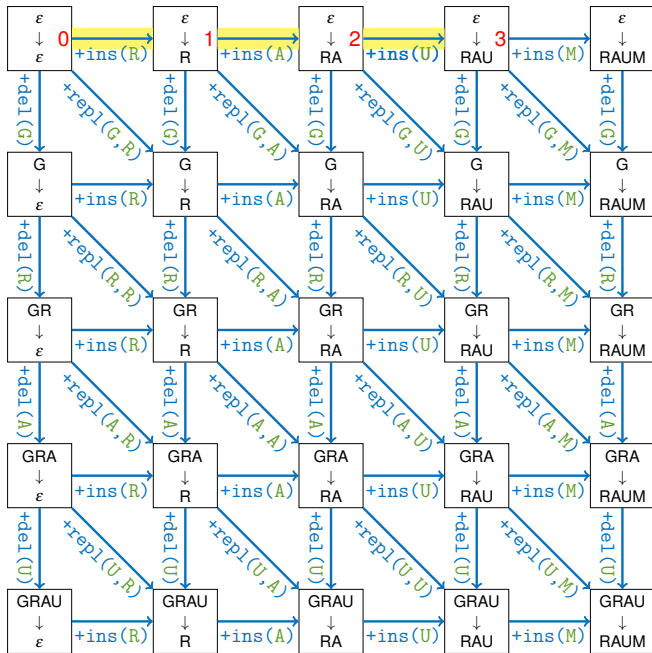 ε ε ε ε ε
↓ 0 ↓ 1 ↓ 2 ↓ 3 ↓
ε R RA RAU RAUM
+ins(R) +ins(A) +ins(U) +ins(M)
+del(G) +repl(G,R) +del(G) +repl(G,A) +del(G) +repl(G,U) +del(G) +repl(G,M) +del(G)
G G G G G
↓ ↓ ↓ ↓ ↓
ε R RA RAU RAUM
+ins(R) +ins(A) +ins(U) +ins(M)
+del(R) +repl(R,R) +del(R) +repl(R,A) +del(R) +repl(R,U) +del(R) +repl(R,M) +del(R)
GR GR GR GR GR
↓ ↓ ↓ ↓ ↓
ε R RA RAU RAUM
+ins(R) +ins(A) +ins(U) +ins(M)
+del(A) +repl(A,R) +del(A) +repl(A,A) +del(A) +repl(A,U) +del(A) +repl(A,M) +del(A)
GRA GRA GRA GRA GRA
↓ ↓ ↓ ↓ ↓
ε R RA RAU RAUM
+ins(R) +ins(A) +ins(U) +ins(M)
+del(U) +repl(U,R) +del(U) +repl(U,A) +del(U) +repl(U,U) +del(U) +repl(U,M) +del(U)
GRAU GRAU GRAU GRAU GRAU
↓ ↓ ↓ ↓ ↓
ε R RA RAU RAUM
+ins(R) +ins(A) +ins(U) +ins(M)